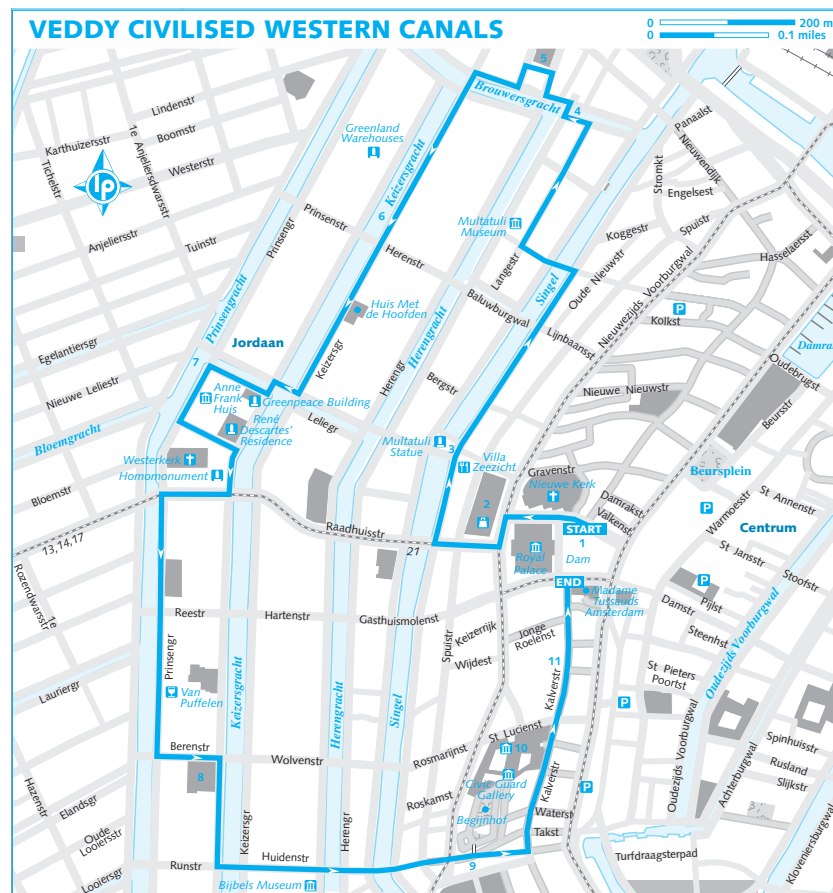 VEDDY CIVILISED WESTERN CANALS
0 200 m
0 0.1 miles
5
Brouwersgracht
4
Lindenstr
Karthuizersstr
1e Anjeliersdwarsstr
Boomstr
Tichelstr
Westerstr
lp
Greenland
Warehouses
Keizersgracht
6
Panaalst
Nieuwendijk
Stromkt
Engelsest
Multatuli
Museum
Koggestr
Spuistr
Hasselaersst
Anjeliersstr
Tuinstr
Prinsengr
Prinsenstr
Herenstr
Langestr
Oude Nieuwstr
Nieuwezijds Voorburgwal
Singel
Baluwburgwal
Prinsengracht
Huis Met
de Hoofden
Herengracht
Lijnbaansst
P
Kolkst
Damrak
Jordaan
Egelantiersgr
7
Keizersgr
Herengr
Bergstr
Oudebrugst
Nieuwe Nieuwstr
Beursstr
Nieuwe Leliestr
Anne
Frank
Huis
Greenpeace Building
Bloemgracht
René
Descartes'
Residence
Leliegr
Multatuli
Statue
3
Villa
Zeezicht
Westerkerk
Homomonument
Gravenstr
Nieuwe Kerk
Beursplein
Bloemstr
2
Damrakst
Valkenst
P
Warmoesstr
St Annenstr
Centrum
Raadhuisstr
START
1
Dam
13,14,17
21
Royal
Palace
St Jansstr
Stoofstr
END
Madame
Tussauds
Amsterdam
P
Pijlst
Damstr
Rozendwarsstr
1e
Reestr
Hartenstr
Gasthuismolenst
Keizerrijk
Jonge
Roelenst
Steenhst
Oudezijds Voorburgwal
Spuistr
Wijdest
11
Prinsengr
St Pieters
Poortst
Lauriergr
Van
Puffelen
Keizersgracht
Herengracht
Singel
Kalverstr
P
St Lucienst
10
Berenstr
Wolvenstr
Rosmarijnst
Spinhuisstr
Rusland
Slijkstr
8
Civic Guard
Gallery
Kalverstr
P
Oudezijds Voorburgwal
Achterburgwal
Hazenstr
Elandsgr
Roskamst
Begijnhof
Waterst
Takst
Oude
Looiersstr
Keizersgr
Herengr
Looiersgr
Runstr
Huidenstr
9
Turfdraagsterpad
Kloveniersburgwal
Bijbels Museum